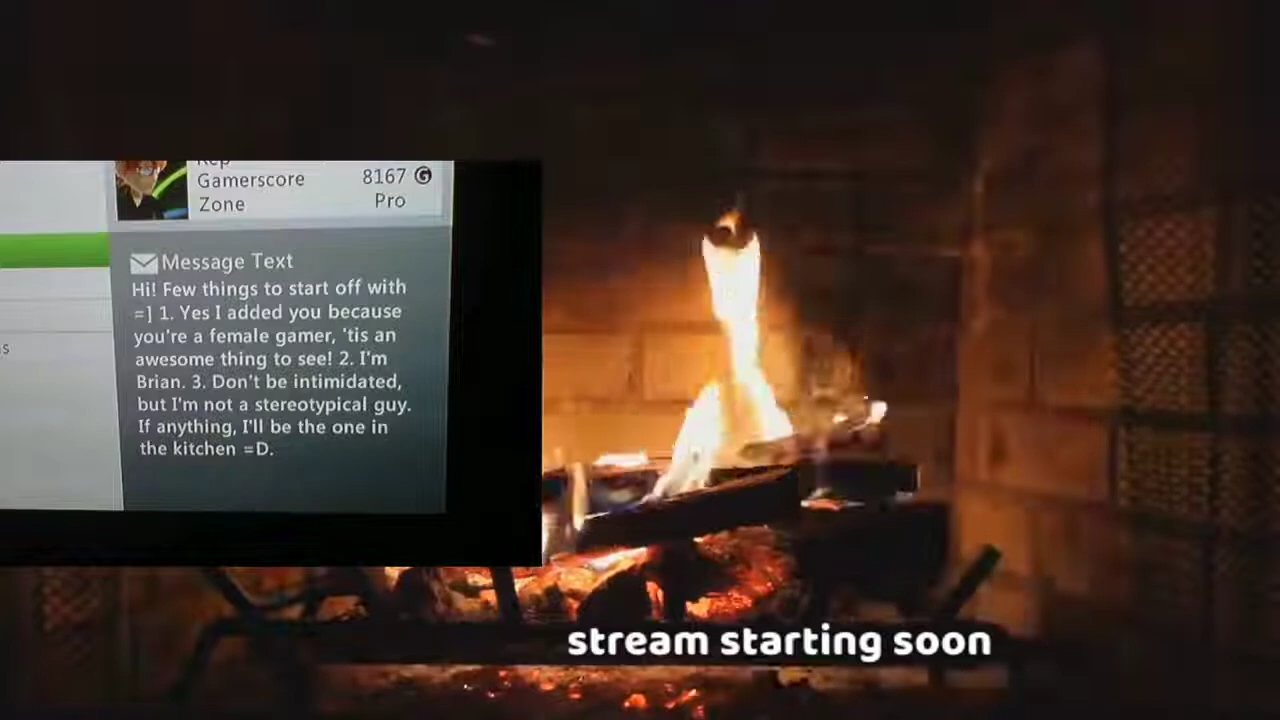 Rep
Gamerscore 8167 G
Zone Pro
s
Message Text
Hi! Few things to start off with
=] 1. Yes I added you because
you're a female gamer, 'tis an
awesome thing to see! 2. I'm
Brian. 3. Don't be intimidated,
but I'm not a stereotypical guy.
If anything, I'll be the one in
the kitchen =D.
stream starting soon